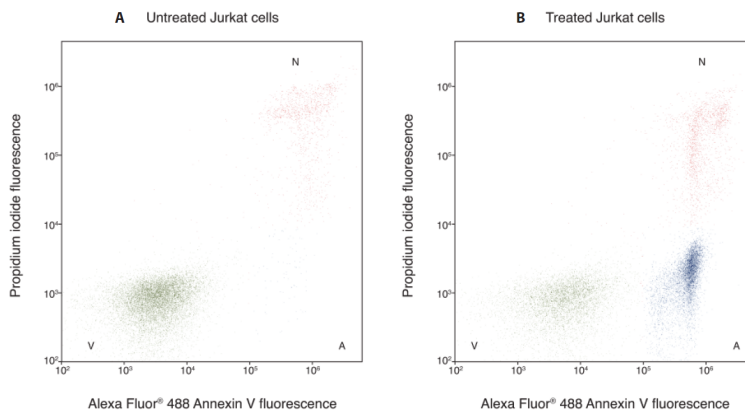 A Untreated Jurkat cells
N
10⁶
10⁵
10⁴
10³
10²
V
A
10² 10³ 10⁴ 10⁵ 10⁶
Propidium iodide fluorescence
Alexa Fluor® 488 Annexin V fluorescence
B Treated Jurkat cells
N
10⁶
10⁵
10⁴
10³
10²
V
A
10² 10³ 10⁴ 10⁵ 10⁶
Propidium iodide fluorescence
Alexa Fluor® 488 Annexin V fluorescence